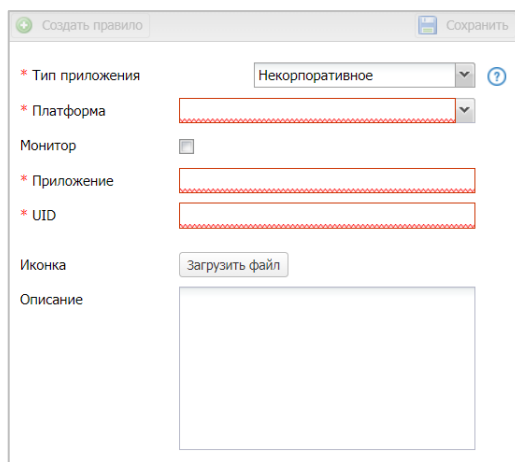 Создать правило Сохранить
* Тип приложения Некорпоративное ?
* Платформа
Монитор
* Приложение
* UID
Иконка Загрузить файл
Описание